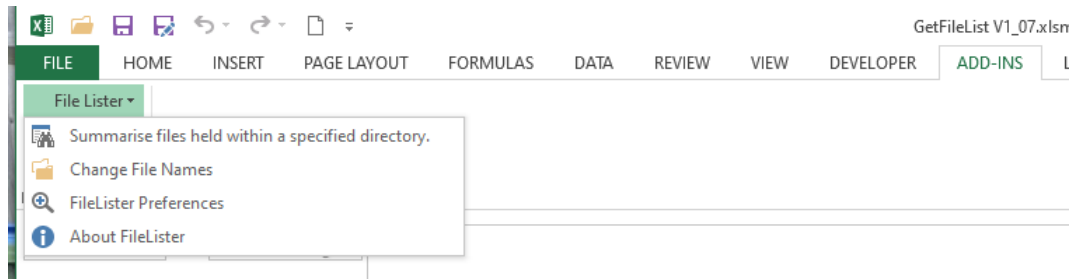 GetFileList V1_07.xlsm
FILE HOME INSERT PAGE LAYOUT FORMULAS DATA REVIEW VIEW DEVELOPER ADD-INS
File Lister
Summarise files held within a specified directory.
Change File Names
FileLister Preferences
About FileLister